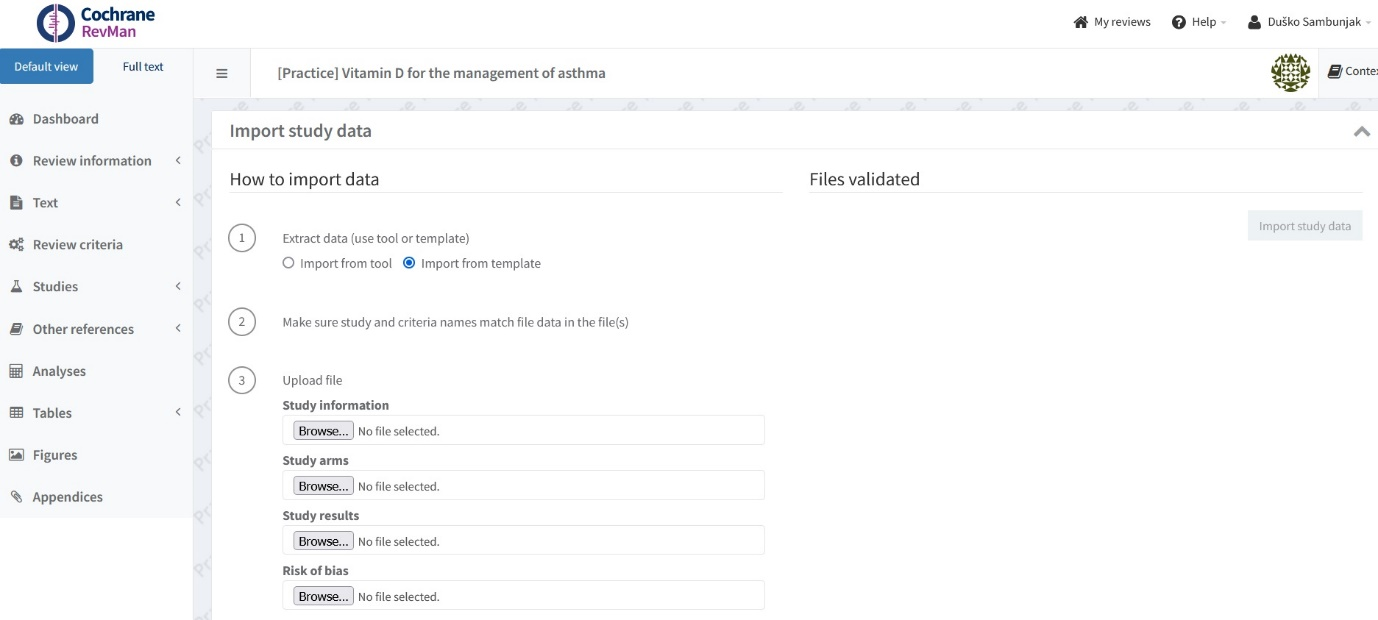 Cochrane
RevMan
My reviews
Help
Duško Sambunjak
Default view
Full text
[Practice] Vitamin D for the management of asthma
Dashboard
Review information
Text
Review criteria
Studies
Other references
Analyses
Tables
Figures
Appendices
Import study data
How to import data
Files validated
Import study data
1
Extract data (use tool or template)
Import from tool
Import from template
2
Make sure study and criteria names match file data in the file(s)
3
Upload file
Study information
Browse... No file selected.
Study arms
Browse... No file selected.
Study results
Browse... No file selected.
Risk of bias
Browse... No file selected.